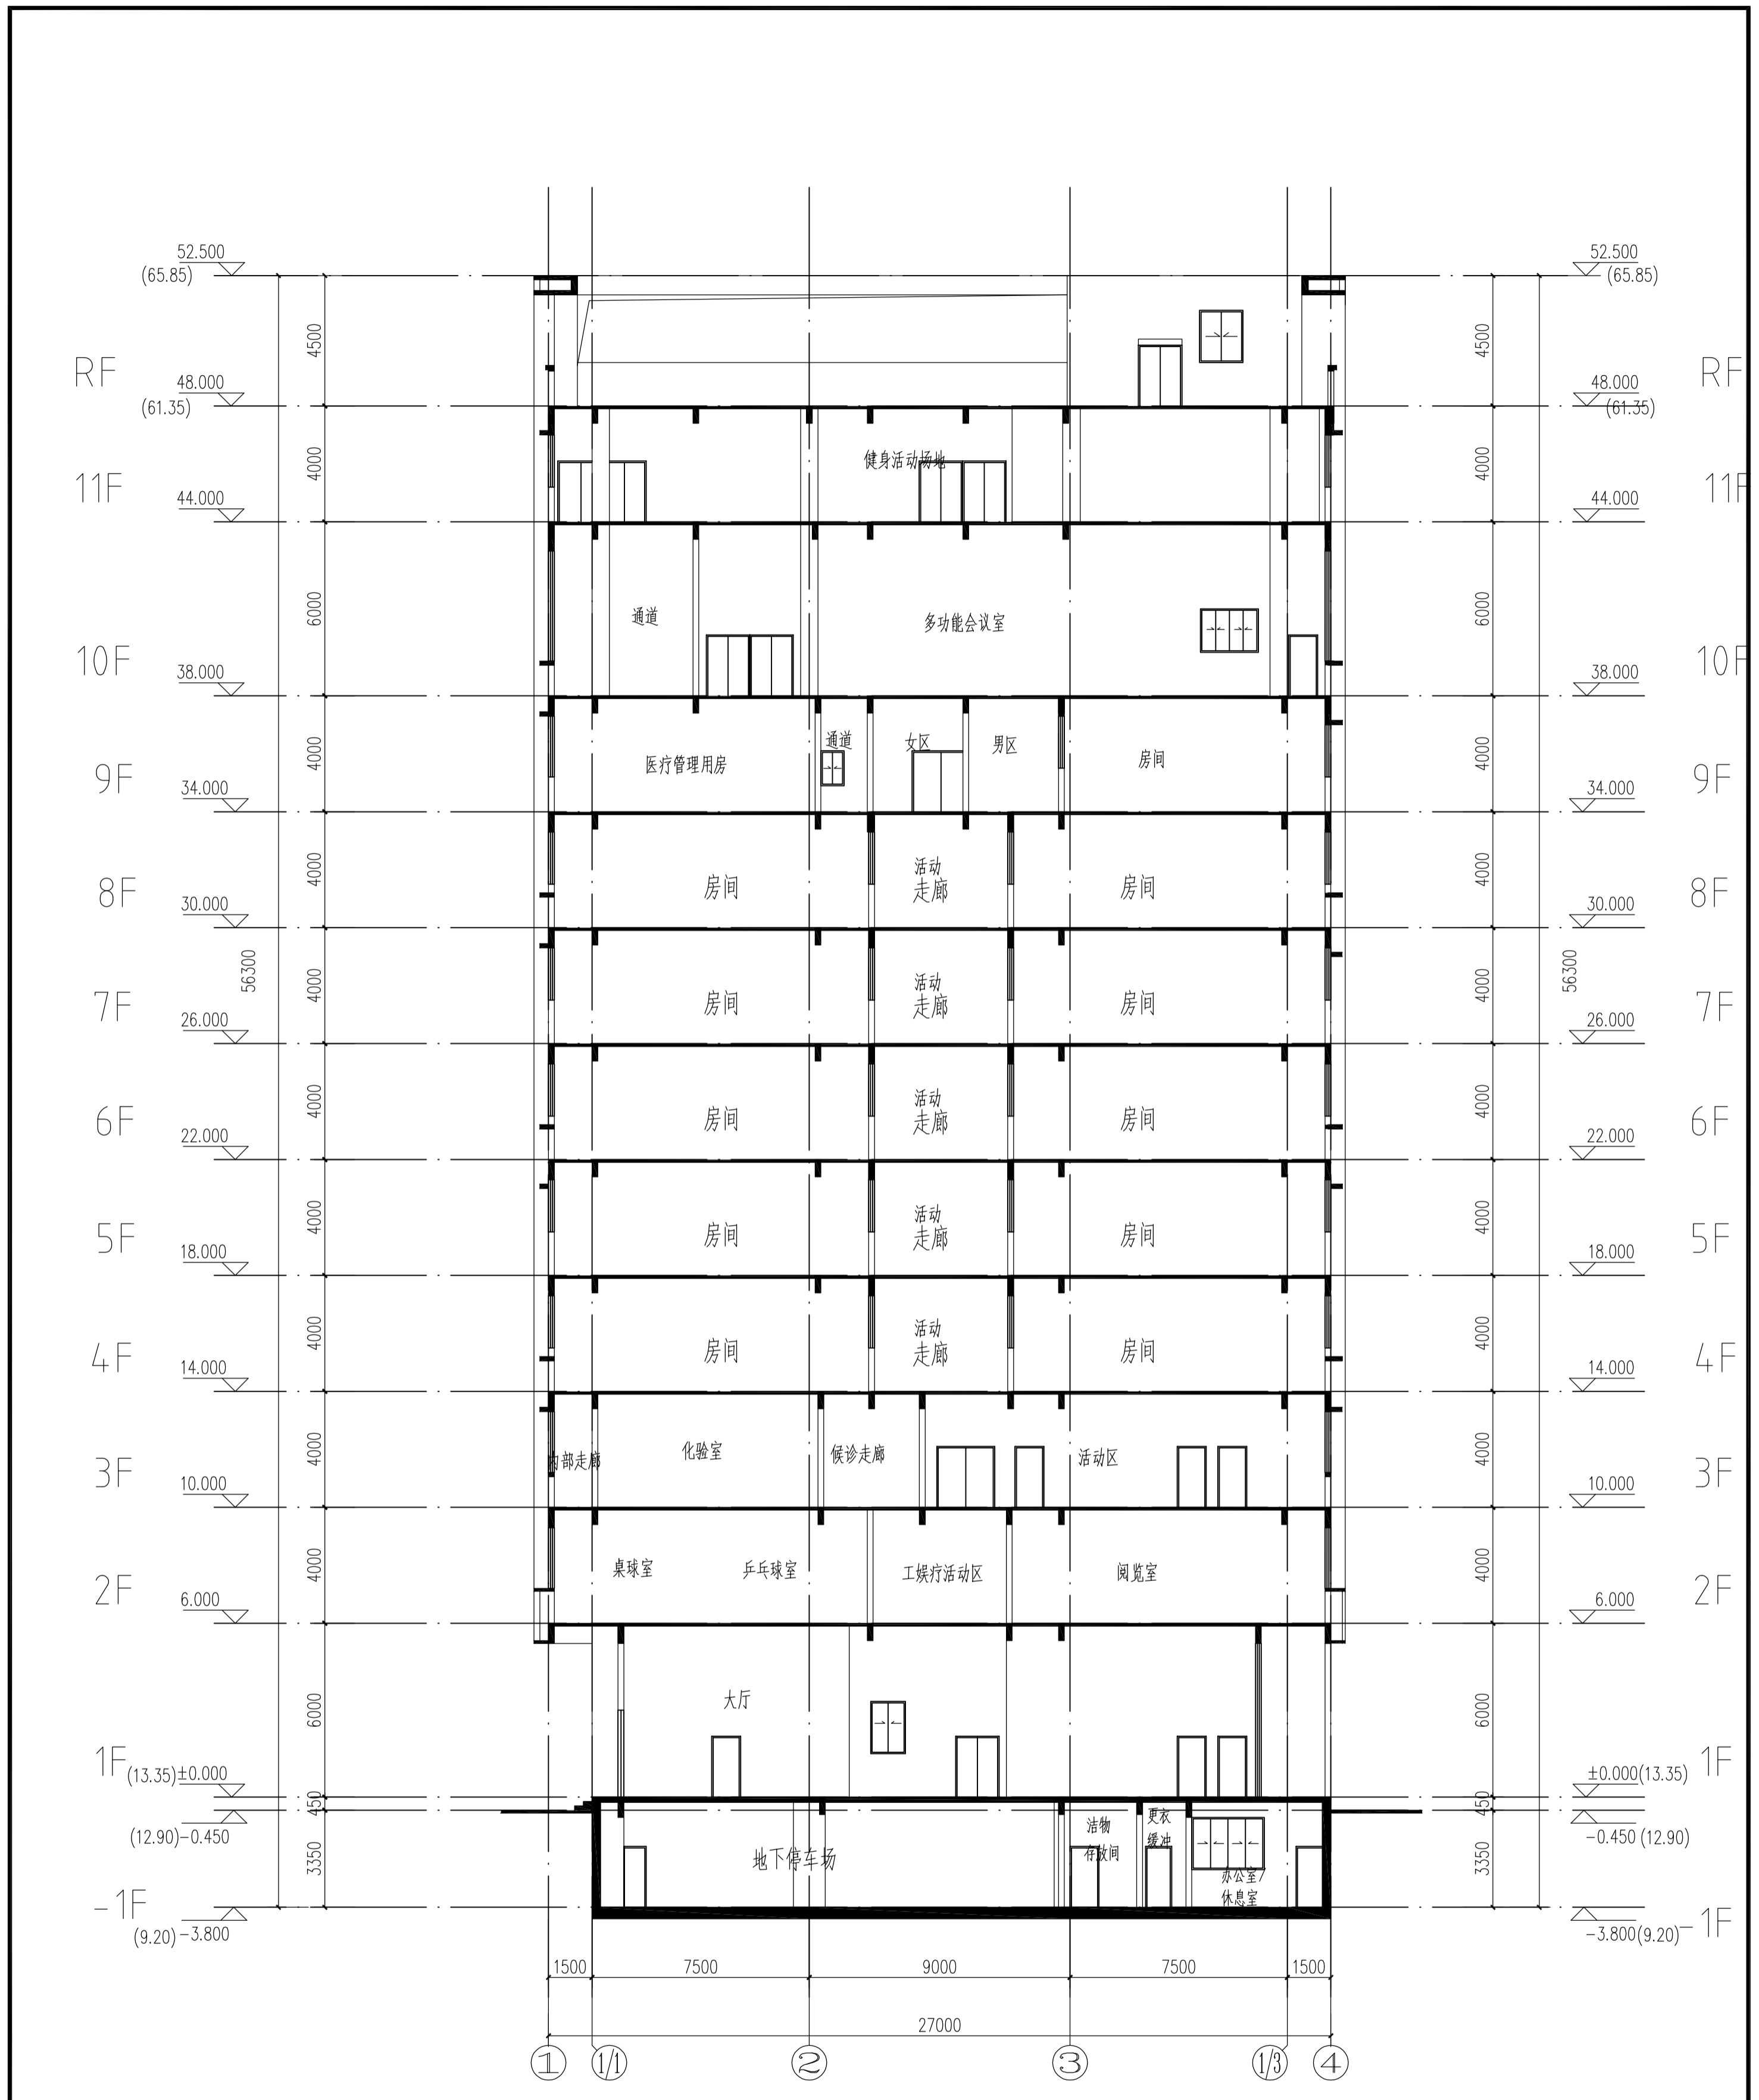 52.500 52.500
(65.85) (65.85)
4500 4500
RF RF
48.000 48.000
(61.35) (61.35)
健身活动场地
4000 4000
11F 11F
44.000 44.000
6000 通道 多功能会议室 6000
10F 10F
38.000 38.000
4000 医疗管理用房 通道 女区 男区 房间 4000
9F 9F
34.000 34.000
4000 房间 活动 房间 4000
走廊
8F 8F
30.000 30.000
56300 56300
4000 房间 活动 房间 4000
走廊
7F 7F
26.000 26.000
4000 房间 活动 房间 4000
走廊
6F 6F
22.000 22.000
4000 房间 活动 房间 4000
走廊
5F 5F
18.000 18.000
4000 房间 活动 房间 4000
走廊
4F 4F
14.000 14.000
4000 内部走廊 化验室 候诊走廊 活动区 4000
3F 3F
10.000 10.000
4000 桌球室 乒乓球室 工娱疗活动区 阅览室 4000
2F 2F
6.000 6.000
6000 大厅 6000
1F 1F
(13.35)±0.000 ±0.000(13.35)
450 450
洁物 更衣
存放间 缓冲
(12.90)-0.450 -0.450(12.90)
3350 地下停车场 3350
办公室/
休息室
-1F -1F
(9.20)-3.800 -3.800(9.20)
1500 7500 9000 7500 1500
27000
1 1/1 2 3 1/3 4